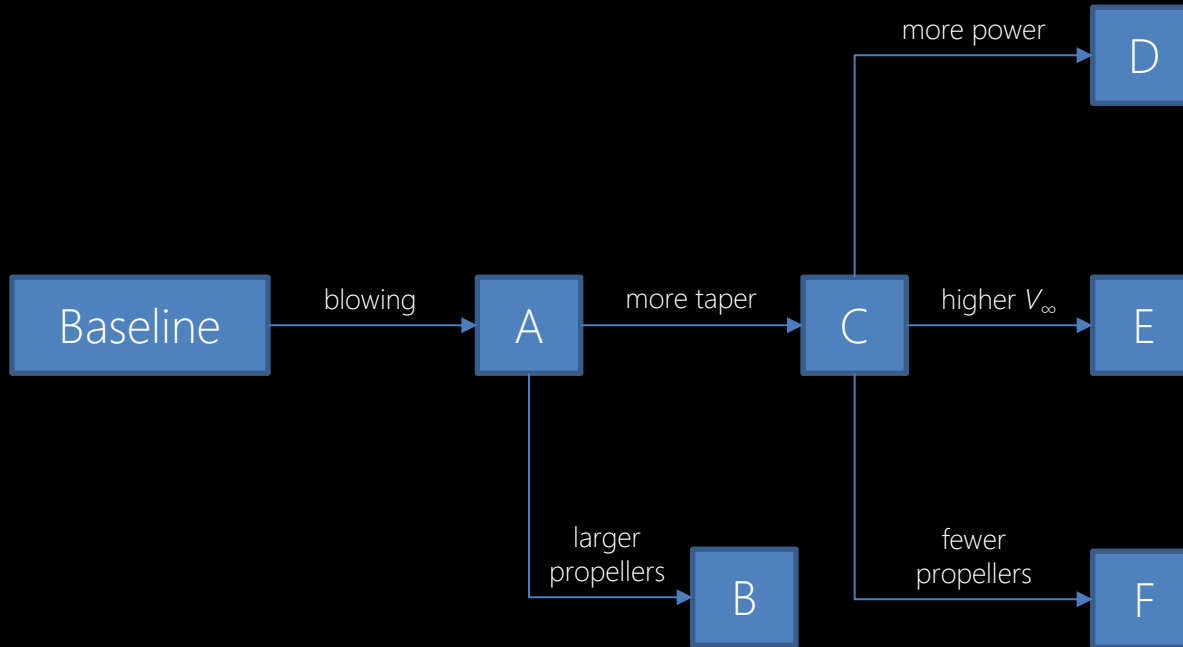 more power
D
Baseline
blowing
A
more taper
C
higher V∞
E
larger
propellers
B
fewer
propellers
F